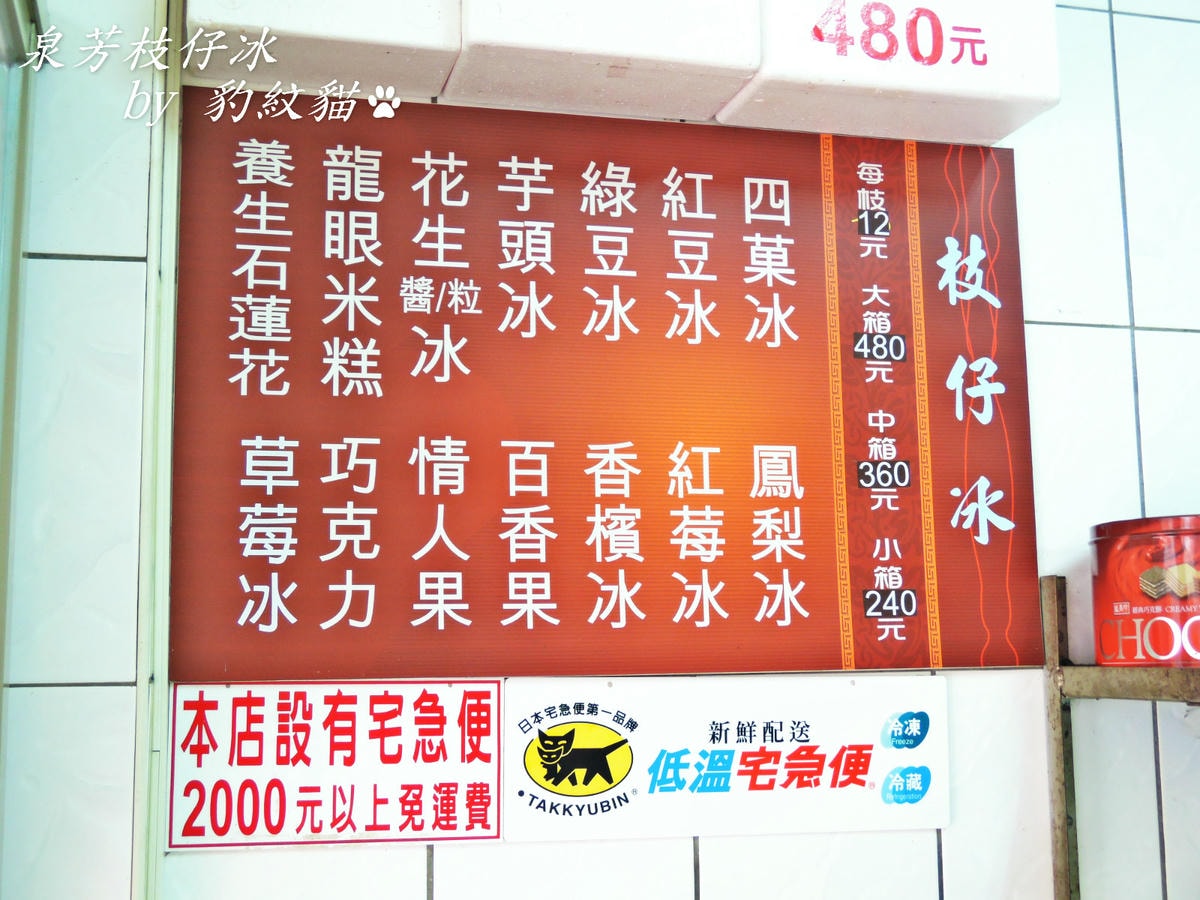 泉芳枝仔冰
by 豹紋貓
480元
枝仔冰
每枝12元 大箱480元 中箱360元 小箱240元
四菓冰
鳳梨冰
紅豆冰
紅莓冰
綠豆冰
香檳冰
芋頭冰
百香果
花生醬/粒冰
情人果
龍眼米糕
巧克力
養生石蓮花
草莓冰
本店設有宅急便
2000元以上免運費
日本宅急便第一品牌
TAKKYUBIN®
新鮮配送
低溫宅急便®
冷凍
Freeze
冷藏
Refrigeration
經典巧克酥 CREAMY
CHOC